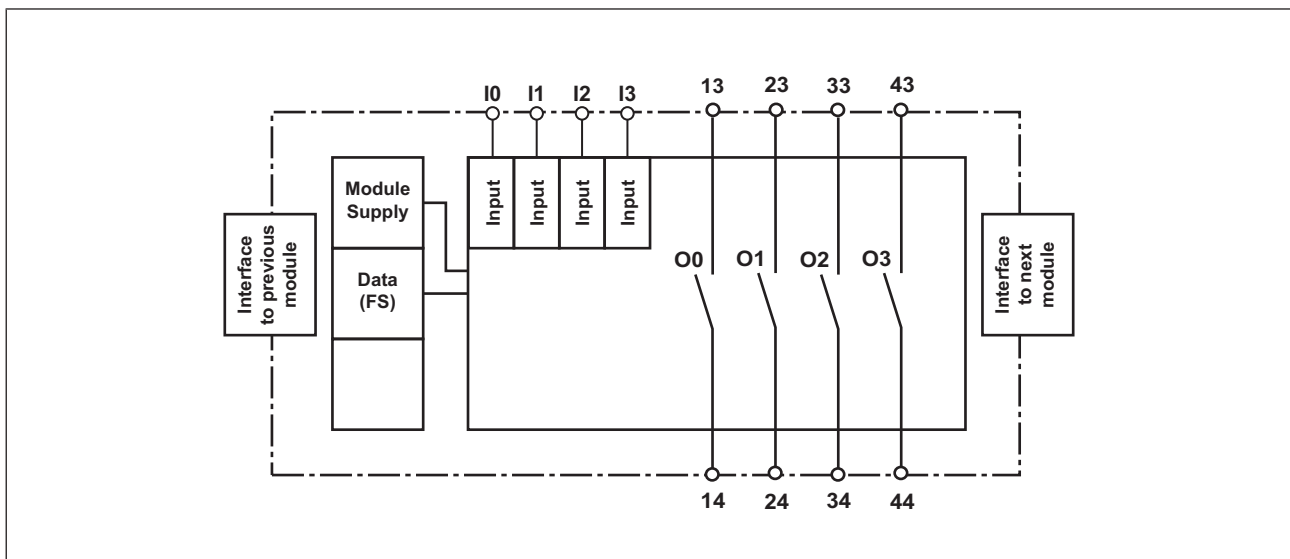 I0 I1 I2 I3 13 23 33 43
Interface
to previous
module
Module
Supply
Data
(FS)
Input
Input
Input
Input
O0 O1 O2 O3
Interface
to next
module
14 24 34 44